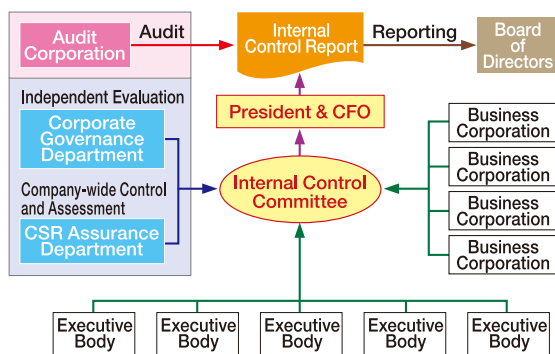 Audit
Corporation
Audit
Internal
Control Report
Reporting
Board
of
Directors
Independent Evaluation
Corporate
Governance
Department
Company-wide Control
and Assessment
CSR Assurance
Department
President & CFO
Internal Control
Committee
Business
Corporation
Business
Corporation
Business
Corporation
Business
Corporation
Executive
Body
Executive
Body
Executive
Body
Executive
Body
Executive
Body